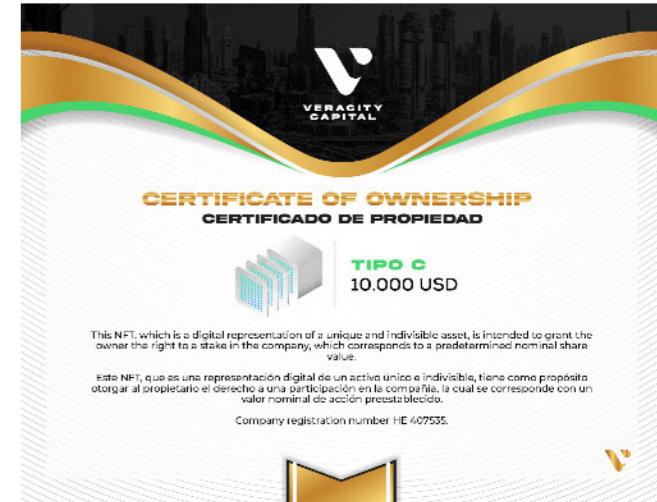 VERACITY
CAPITAL
CERTIFICATE OF OWNERSHIP
CERTIFICADO DE PROPIEDAD
TIPO C
10.000 USD
This NFT, which is a digital representation of a unique and indivisible asset, is intended to grant the
owner the right to a stake in the company, which corresponds to a predetermined nominal share
value.
Este NFT, que es una representación digital de un activo único e indivisible, tiene como propósito
otorgar al propietario el derecho a una participación en la compañía, la cual se corresponde con un
valor nominal de acción preestablecido.
Company registration number HE 407535.